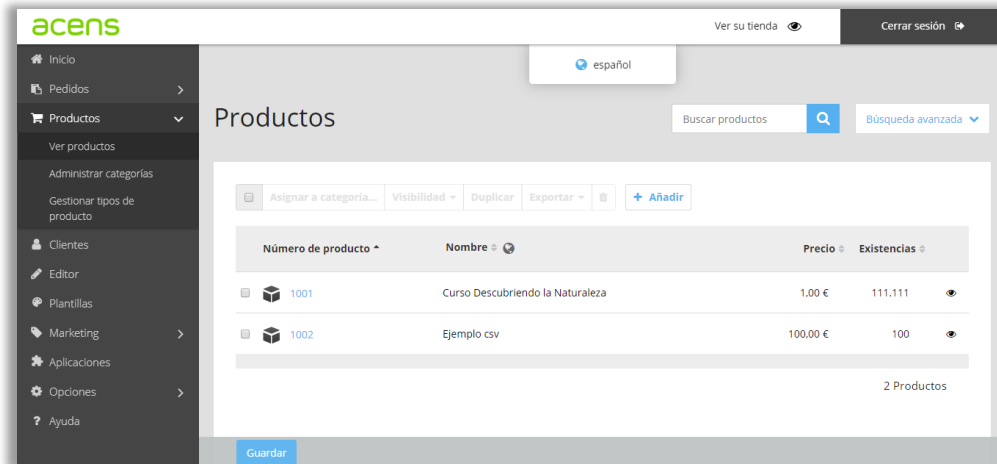 acens
Ver su tienda
Cerrar sesión
Inicio
español
Pedidos
Productos
Productos
Buscar productos
Búsqueda avanzada
Ver productos
Administrar categorías
Gestionar tipos de
producto
Asignar a categoría... Visibilidad Duplicar Exportar + Añadir
Clientes
Número de producto Nombre Precio Existencias
Editor
1001 Curso Descubriendo la Naturaleza 1,00 € 111.111
Plantillas
Marketing
1002 Ejemplo csv 100,00 € 100
Aplicaciones
Opciones
2 Productos
? Ayuda
Guardar